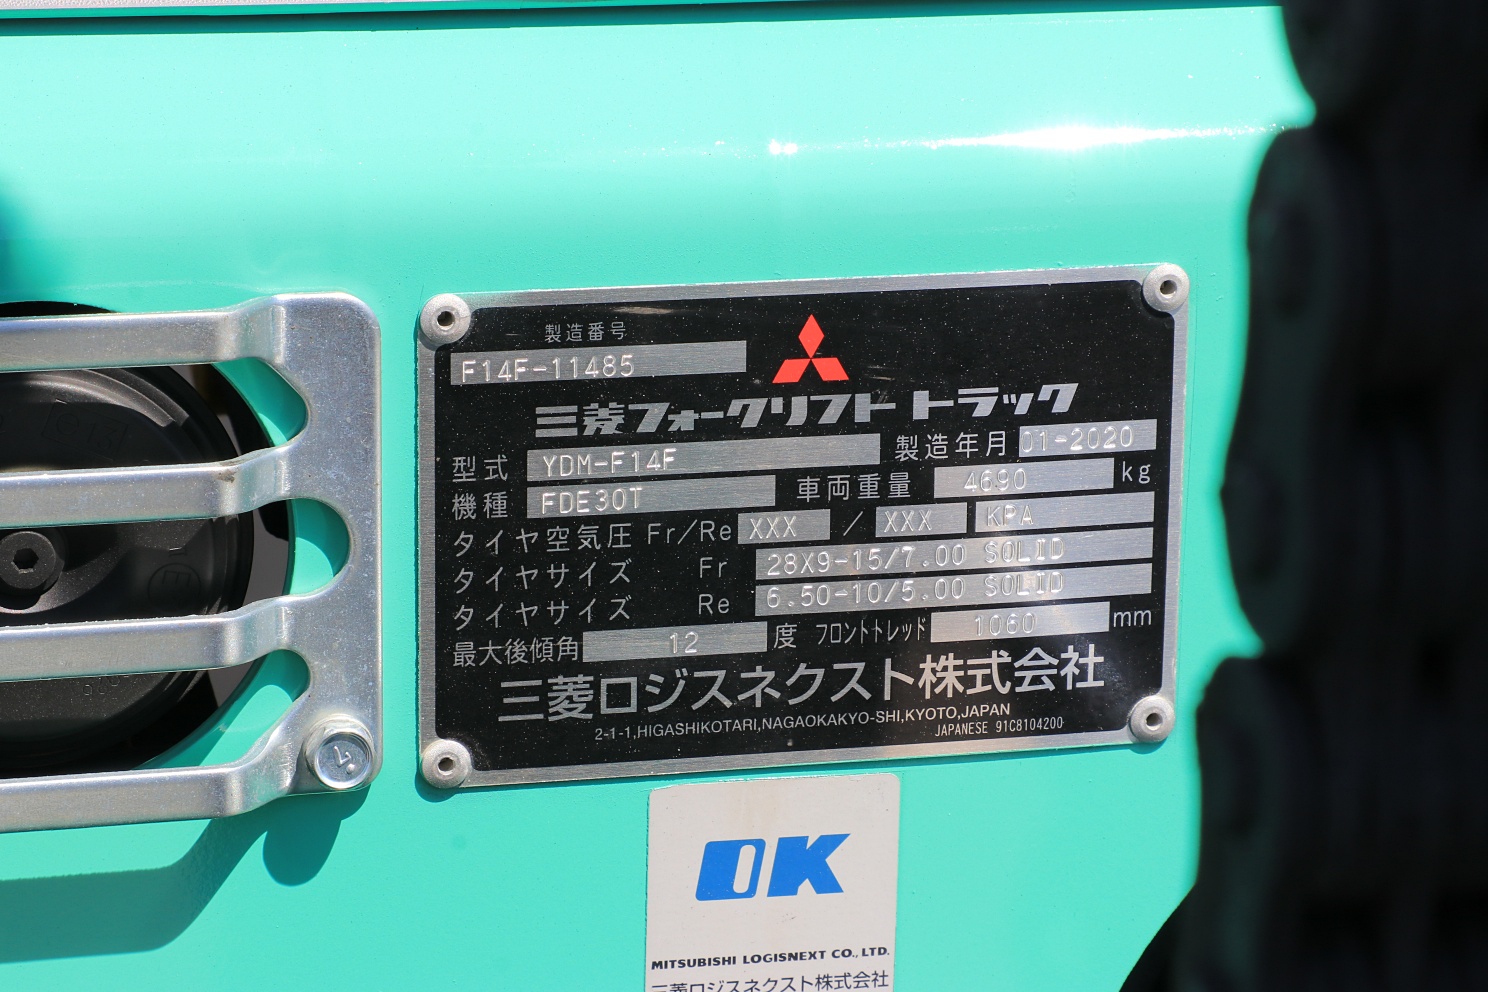 製造番号
F14F-11485
三菱フォークリフト トラック
型式 YDM-F14F 製造年月 01-2020
機種 FDE30T 車両重量 4690 kg
タイヤ空気圧 Fr/Re XXX / XXX KPA
タイヤサイズ Fr 28X9-15/7.00 SOLID
タイヤサイズ Re 6.50-10/5.00 SOLID
最大後傾角 12 度 フロントトレッド 1060 mm
三菱ロジスネクスト株式会社
2-1-1,HIGASHIKOTARI,NAGAOKAKYO-SHI,KYOTO,JAPAN
JAPANESE 91C8104200
OK
MITSUBISHI LOGISNEXT CO., LTD.
三菱ロジスネクスト株式会社